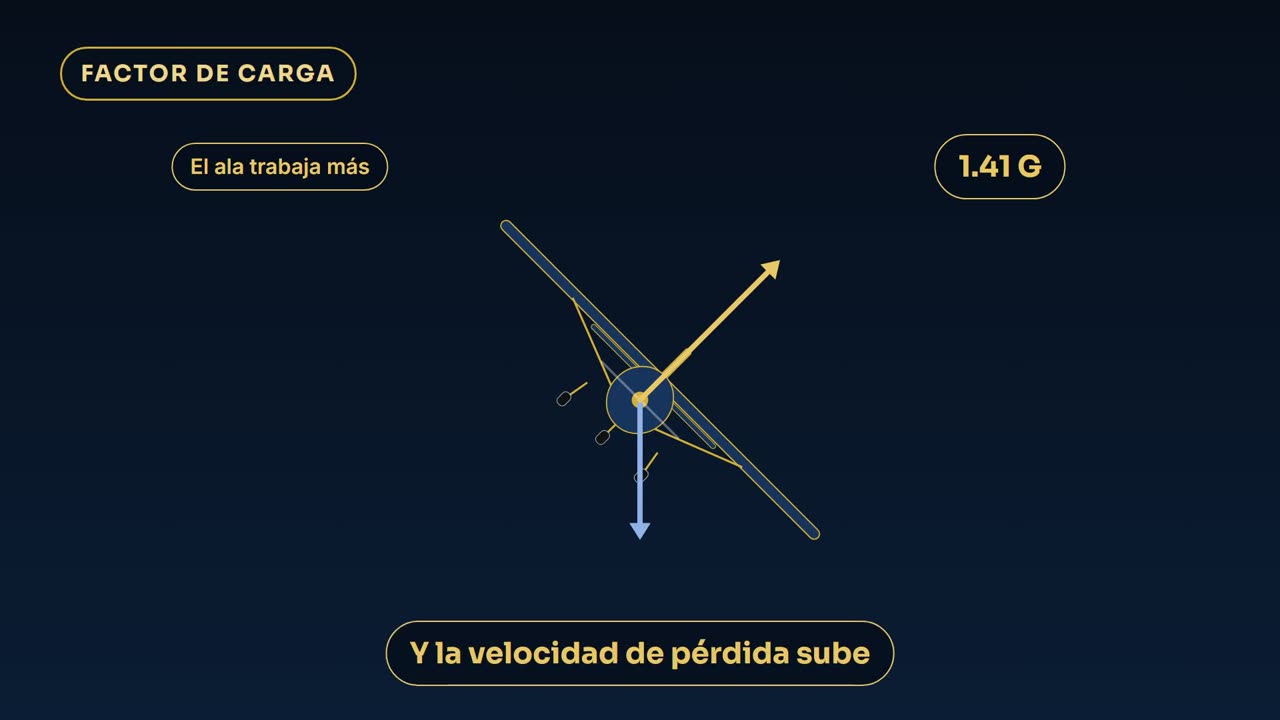 FACTOR DE CARGA
El ala trabaja más
1.41 G
Y la velocidad de pérdida sube